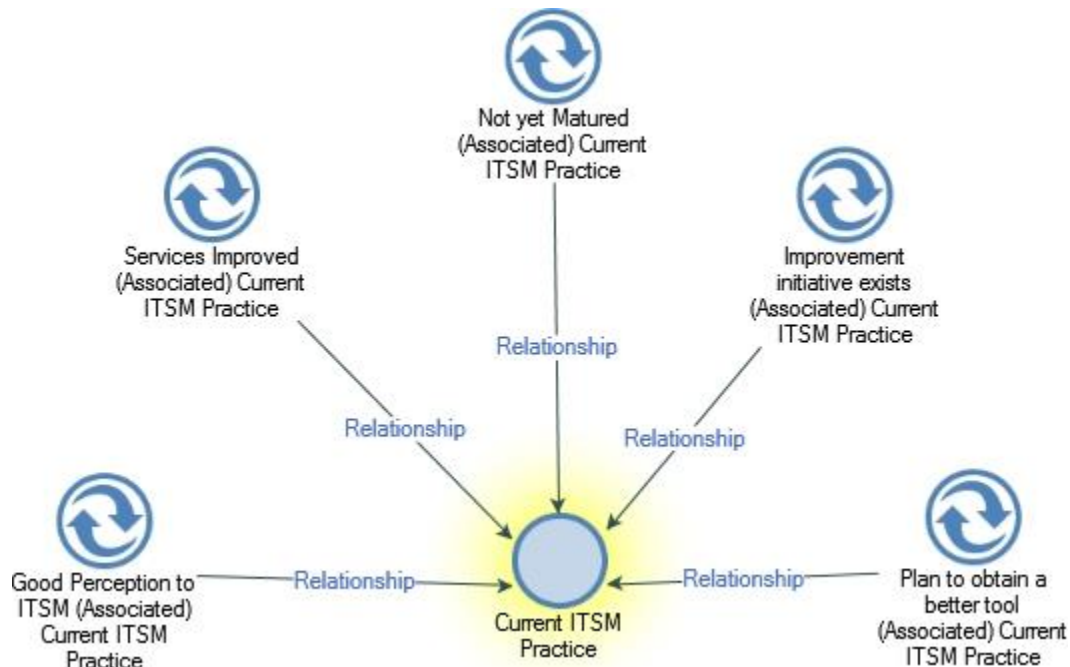 Not yet Matured
(Associated) Current
ITSM Practice
Services Improved
(Associated) Current
ITSM Practice
Improvement
initiative exists
(Associated) Current
ITSM Practice
Relationship
Relationship
Relationship
Good Perception to
ITSM (Associated)
Current ITSM
Practice
Relationship
Relationship
Plan to obtain a
better tool
(Associated) Current
ITSM Practice
Current ITSM
Practice